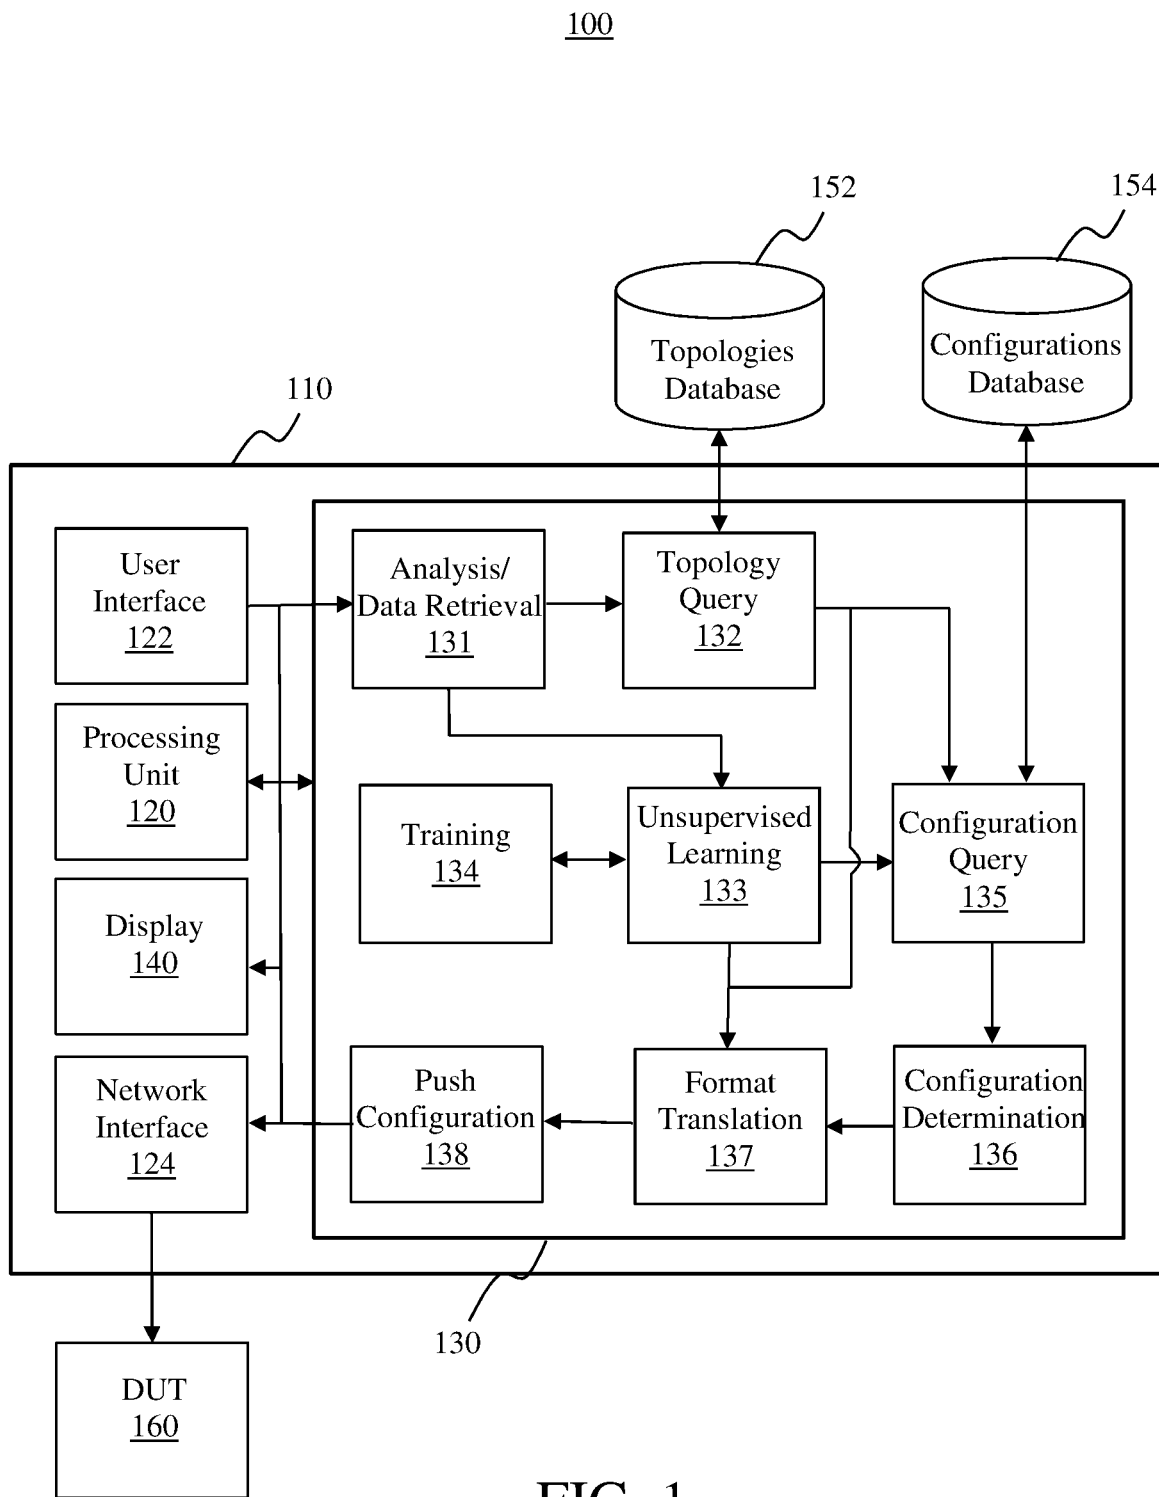 100
152
154
Topologies
Database
Configurations
Database
110
User
Interface
122
Analysis/
Data Retrieval
131
Topology
Query
132
Processing
Unit
120
Training
134
Unsupervised
Learning
133
Configuration
Query
135
Display
140
Network
Interface
124
Push
Configuration
138
Format
Translation
137
Configuration
Determination
136
130
DUT
160
FIG. 1